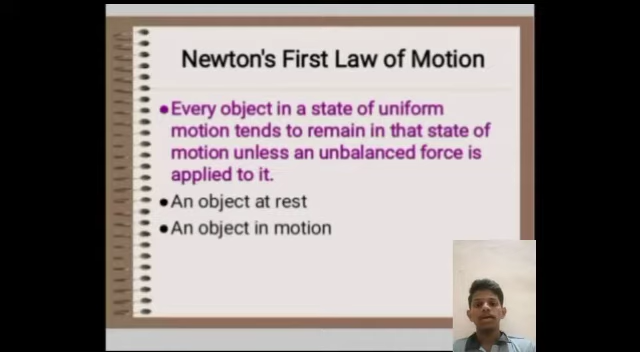 Newton's First Law of Motion
•Every object in a state of uniform
motion tends to remain in that state of
motion unless an unbalanced force is
applied to it.
•An object at rest
•An object in motion